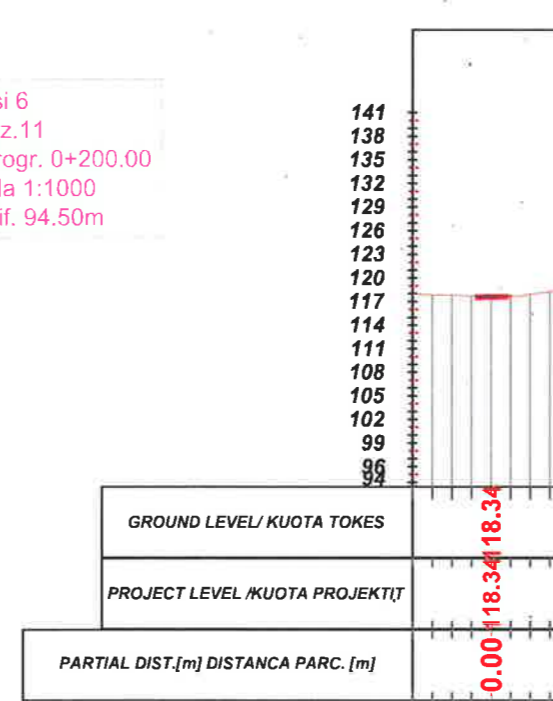 si 6
z.11
ogr. 0+200.00
la 1:1000
if. 94.50m
141
138
135
132
129
126
123
120
117
114
111
108
105
102
99
96
94
GROUND LEVEL/ KUOTA TOKES
118.34
PROJECT LEVEL /KUOTA PROJEKTIT
118.34
PARTIAL DIST.[m] DISTANCA PARC. [m]
0.00